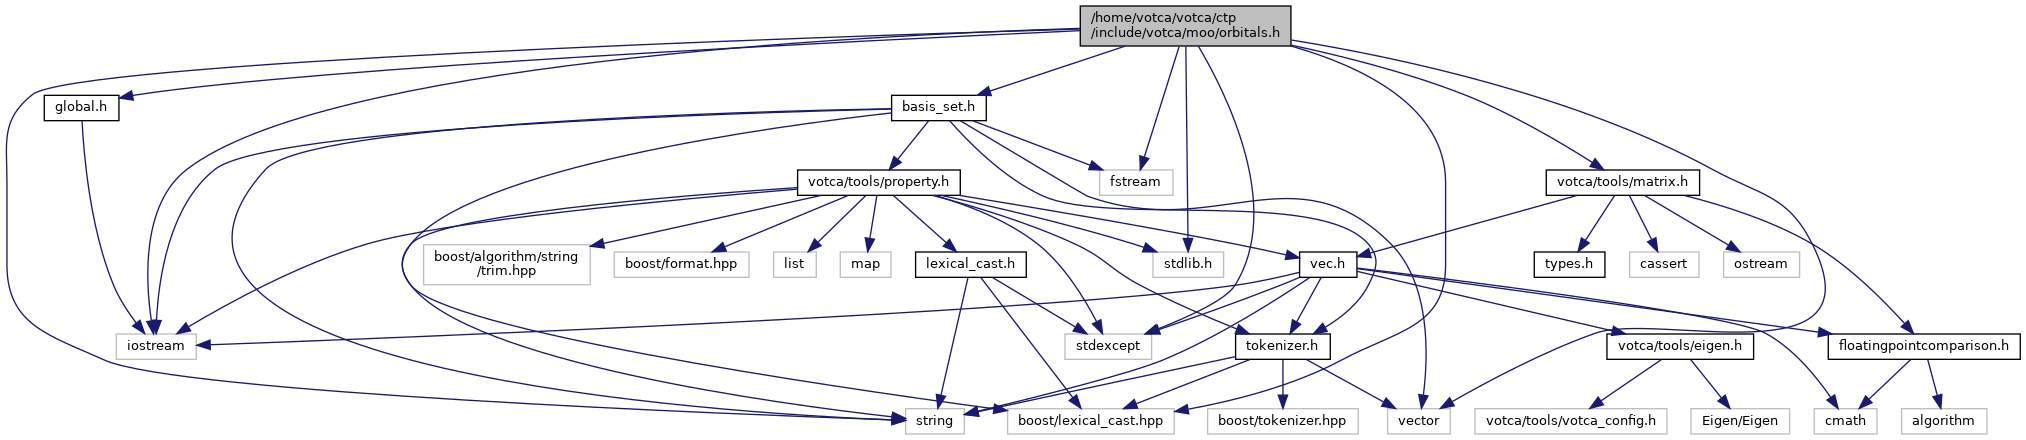 /home/votca/votca/ctp
/include/votca/moo/orbitals.h
global.h
basis_set.h
votca/tools/property.h
fstream
votca/tools/matrix.h
boost/algorithm/string
/trim.hpp
boost/format.hpp
list
map
lexical_cast.h
stdlib.h
vec.h
types.h
cassert
ostream
iostream
stdexcept
tokenizer.h
votca/tools/eigen.h
floatingpointcomparison.h
string
boost/lexical_cast.hpp
boost/tokenizer.hpp
vector
votca/tools/votca_config.h
Eigen/Eigen
cmath
algorithm